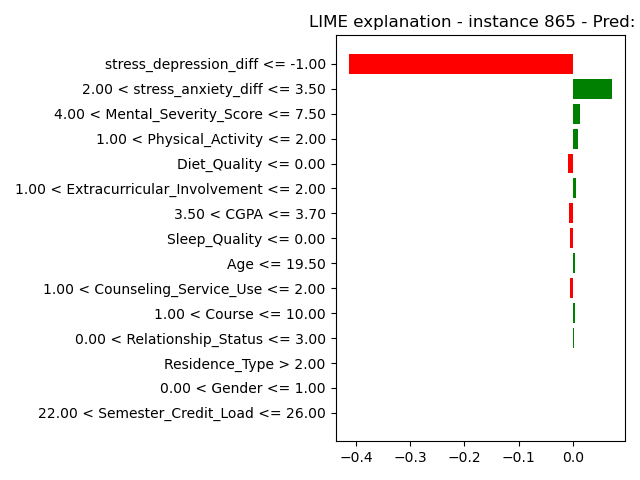 LIME explanation - instance 865 - Pred:
stress_depression_diff <= -1.00
2.00 < stress_anxiety_diff <= 3.50
4.00 < Mental_Severity_Score <= 7.50
1.00 < Physical_Activity <= 2.00
Diet_Quality <= 0.00
1.00 < Extracurricular_Involvement <= 2.00
3.50 < CGPA <= 3.70
Sleep_Quality <= 0.00
Age <= 19.50
1.00 < Counseling_Service_Use <= 2.00
1.00 < Course <= 10.00
0.00 < Relationship_Status <= 3.00
Residence_Type > 2.00
0.00 < Gender <= 1.00
22.00 < Semester_Credit_Load <= 26.00
−0.4 −0.3 −0.2 −0.1 0.0